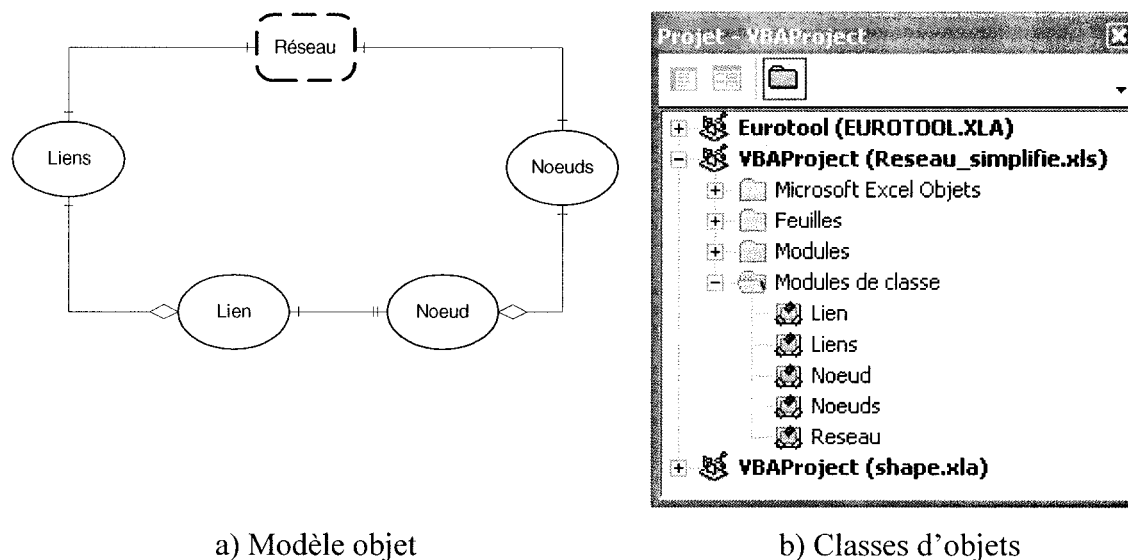 Réseau
Liens
Noeuds
Lien
Noeud
a) Modèle objet
Projet - VBAProject
Eurotool (EUROTOOL.XLA)
VBAProject (Reseau_simplifie.xls)
Microsoft Excel Objets
Feuilles
Modules
Modules de classe
Lien
Liens
Noeud
Noeuds
Reseau
VBAProject (shape.xla)
b) Classes d'objets